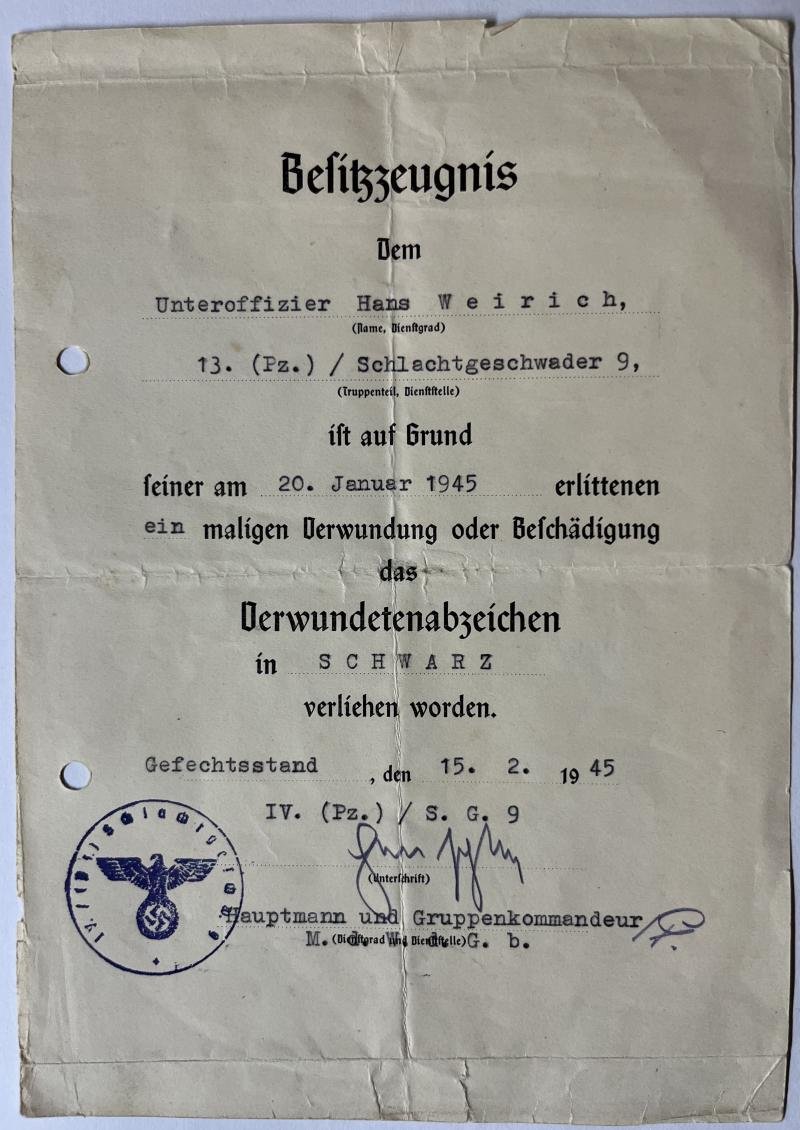 Besitzzeugnis
Dem
Unteroffizier Hans W e i r i c h,
(Name, Dienstgrad)
13. (Pz.) / Schlachtgeschwader 9,
(Truppenteil, Dienststelle)
ist auf Grund
seiner am 20. Januar 1945 erlittenen
ein maligen Verwundung oder Beschädigung
das
Verwundetenabzeichen
in S C H W A R Z
verliehen worden.
Gefechtsstand , den 15. 2. 19 45
IV. (Pz.) / S. G. 9
(Unterschrift)
Hauptmann und Gruppenkommandeur
M. d. W. d. G. b.
(Dienstgrad und Dienststelle)